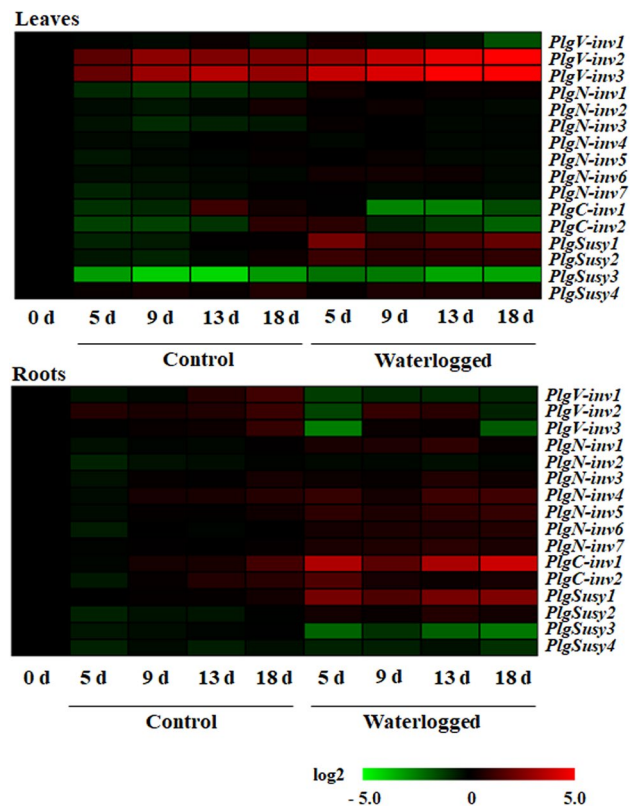 Leaves
PlgV-inv1
PlgV-inv2
PlgV-inv3
PlgN-inv1
PlgN-inv2
PlgN-inv3
PlgN-inv4
PlgN-inv5
PlgN-inv6
PlgN-inv7
PlgC-inv1
PlgC-inv2
PlgSusy1
PlgSusy2
PlgSusy3
PlgSusy4
0 d 5 d 9 d 13 d 18 d 5 d 9 d 13 d 18 d
Control Waterlogged
Roots
PlgV-inv1
PlgV-inv2
PlgV-inv3
PlgN-inv1
PlgN-inv2
PlgN-inv3
PlgN-inv4
PlgN-inv5
PlgN-inv6
PlgN-inv7
PlgC-inv1
PlgC-inv2
PlgSusy1
PlgSusy2
PlgSusy3
PlgSusy4
0 d 5 d 9 d 13 d 18 d 5 d 9 d 13 d 18 d
Control Waterlogged
log2
- 5.0 0 5.0